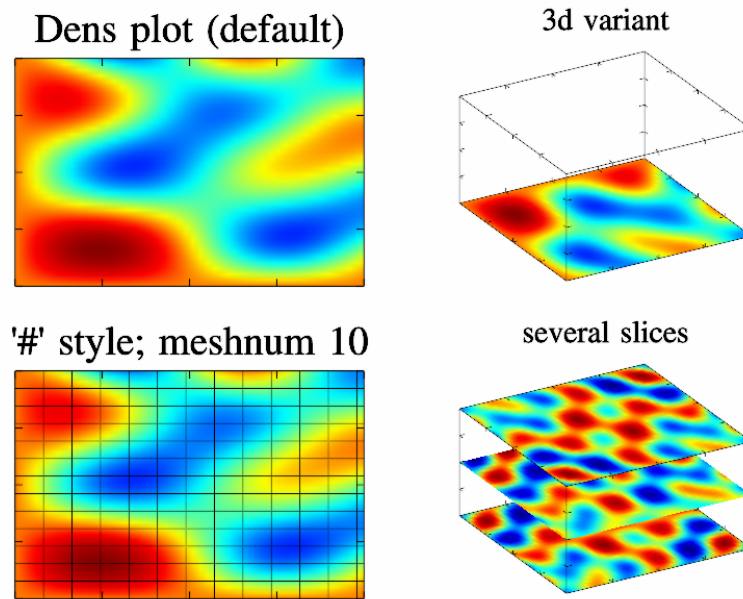 Dens plot (default)
3d variant
'#' style; meshnum 10
several slices